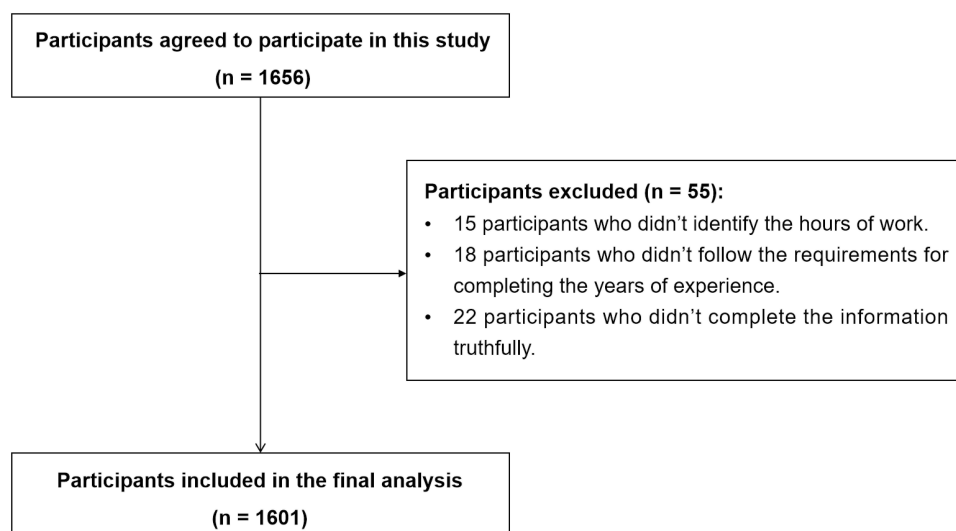 Participants agreed to participate in this study
(n = 1656)
Participants excluded (n = 55):
• 15 participants who didn’t identify the hours of work.
• 18 participants who didn’t follow the requirements for
completing the years of experience.
• 22 participants who didn’t complete the information
truthfully.
Participants included in the final analysis
(n = 1601)